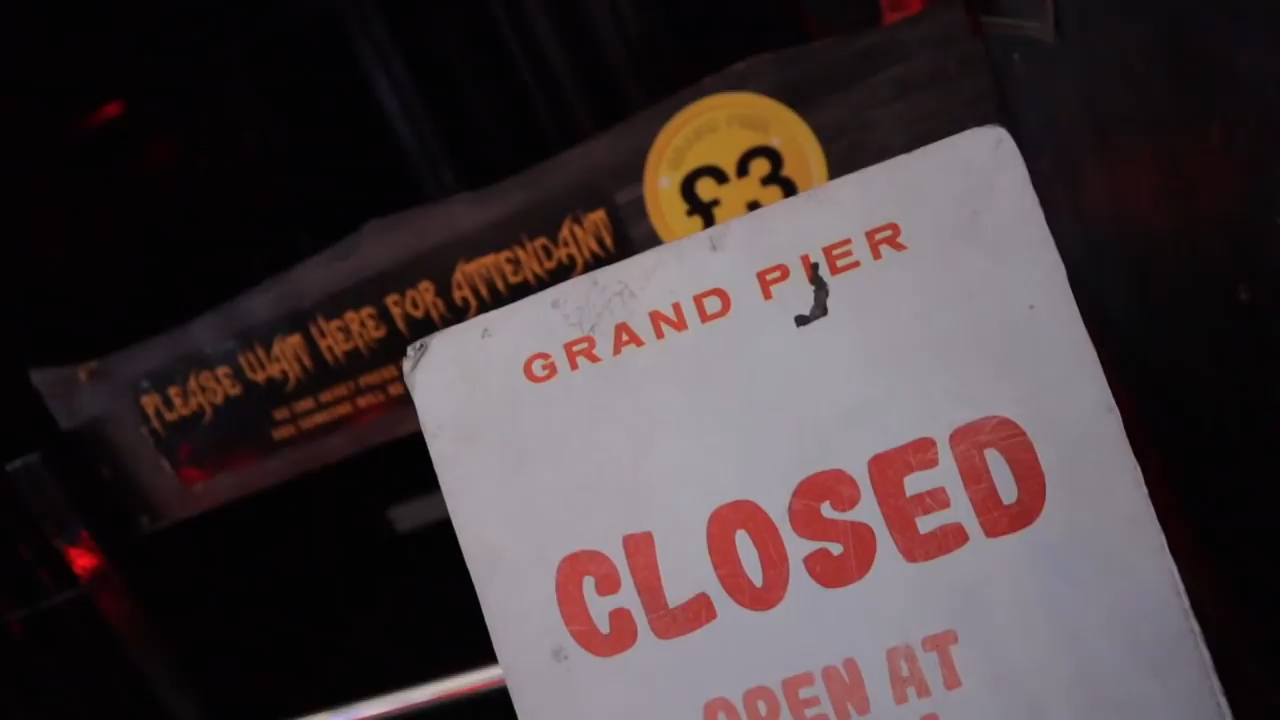 £3
PLEASE WAIT HERE FOR ATTENDANT
GRAND PIER
CLOSED
OPEN AT